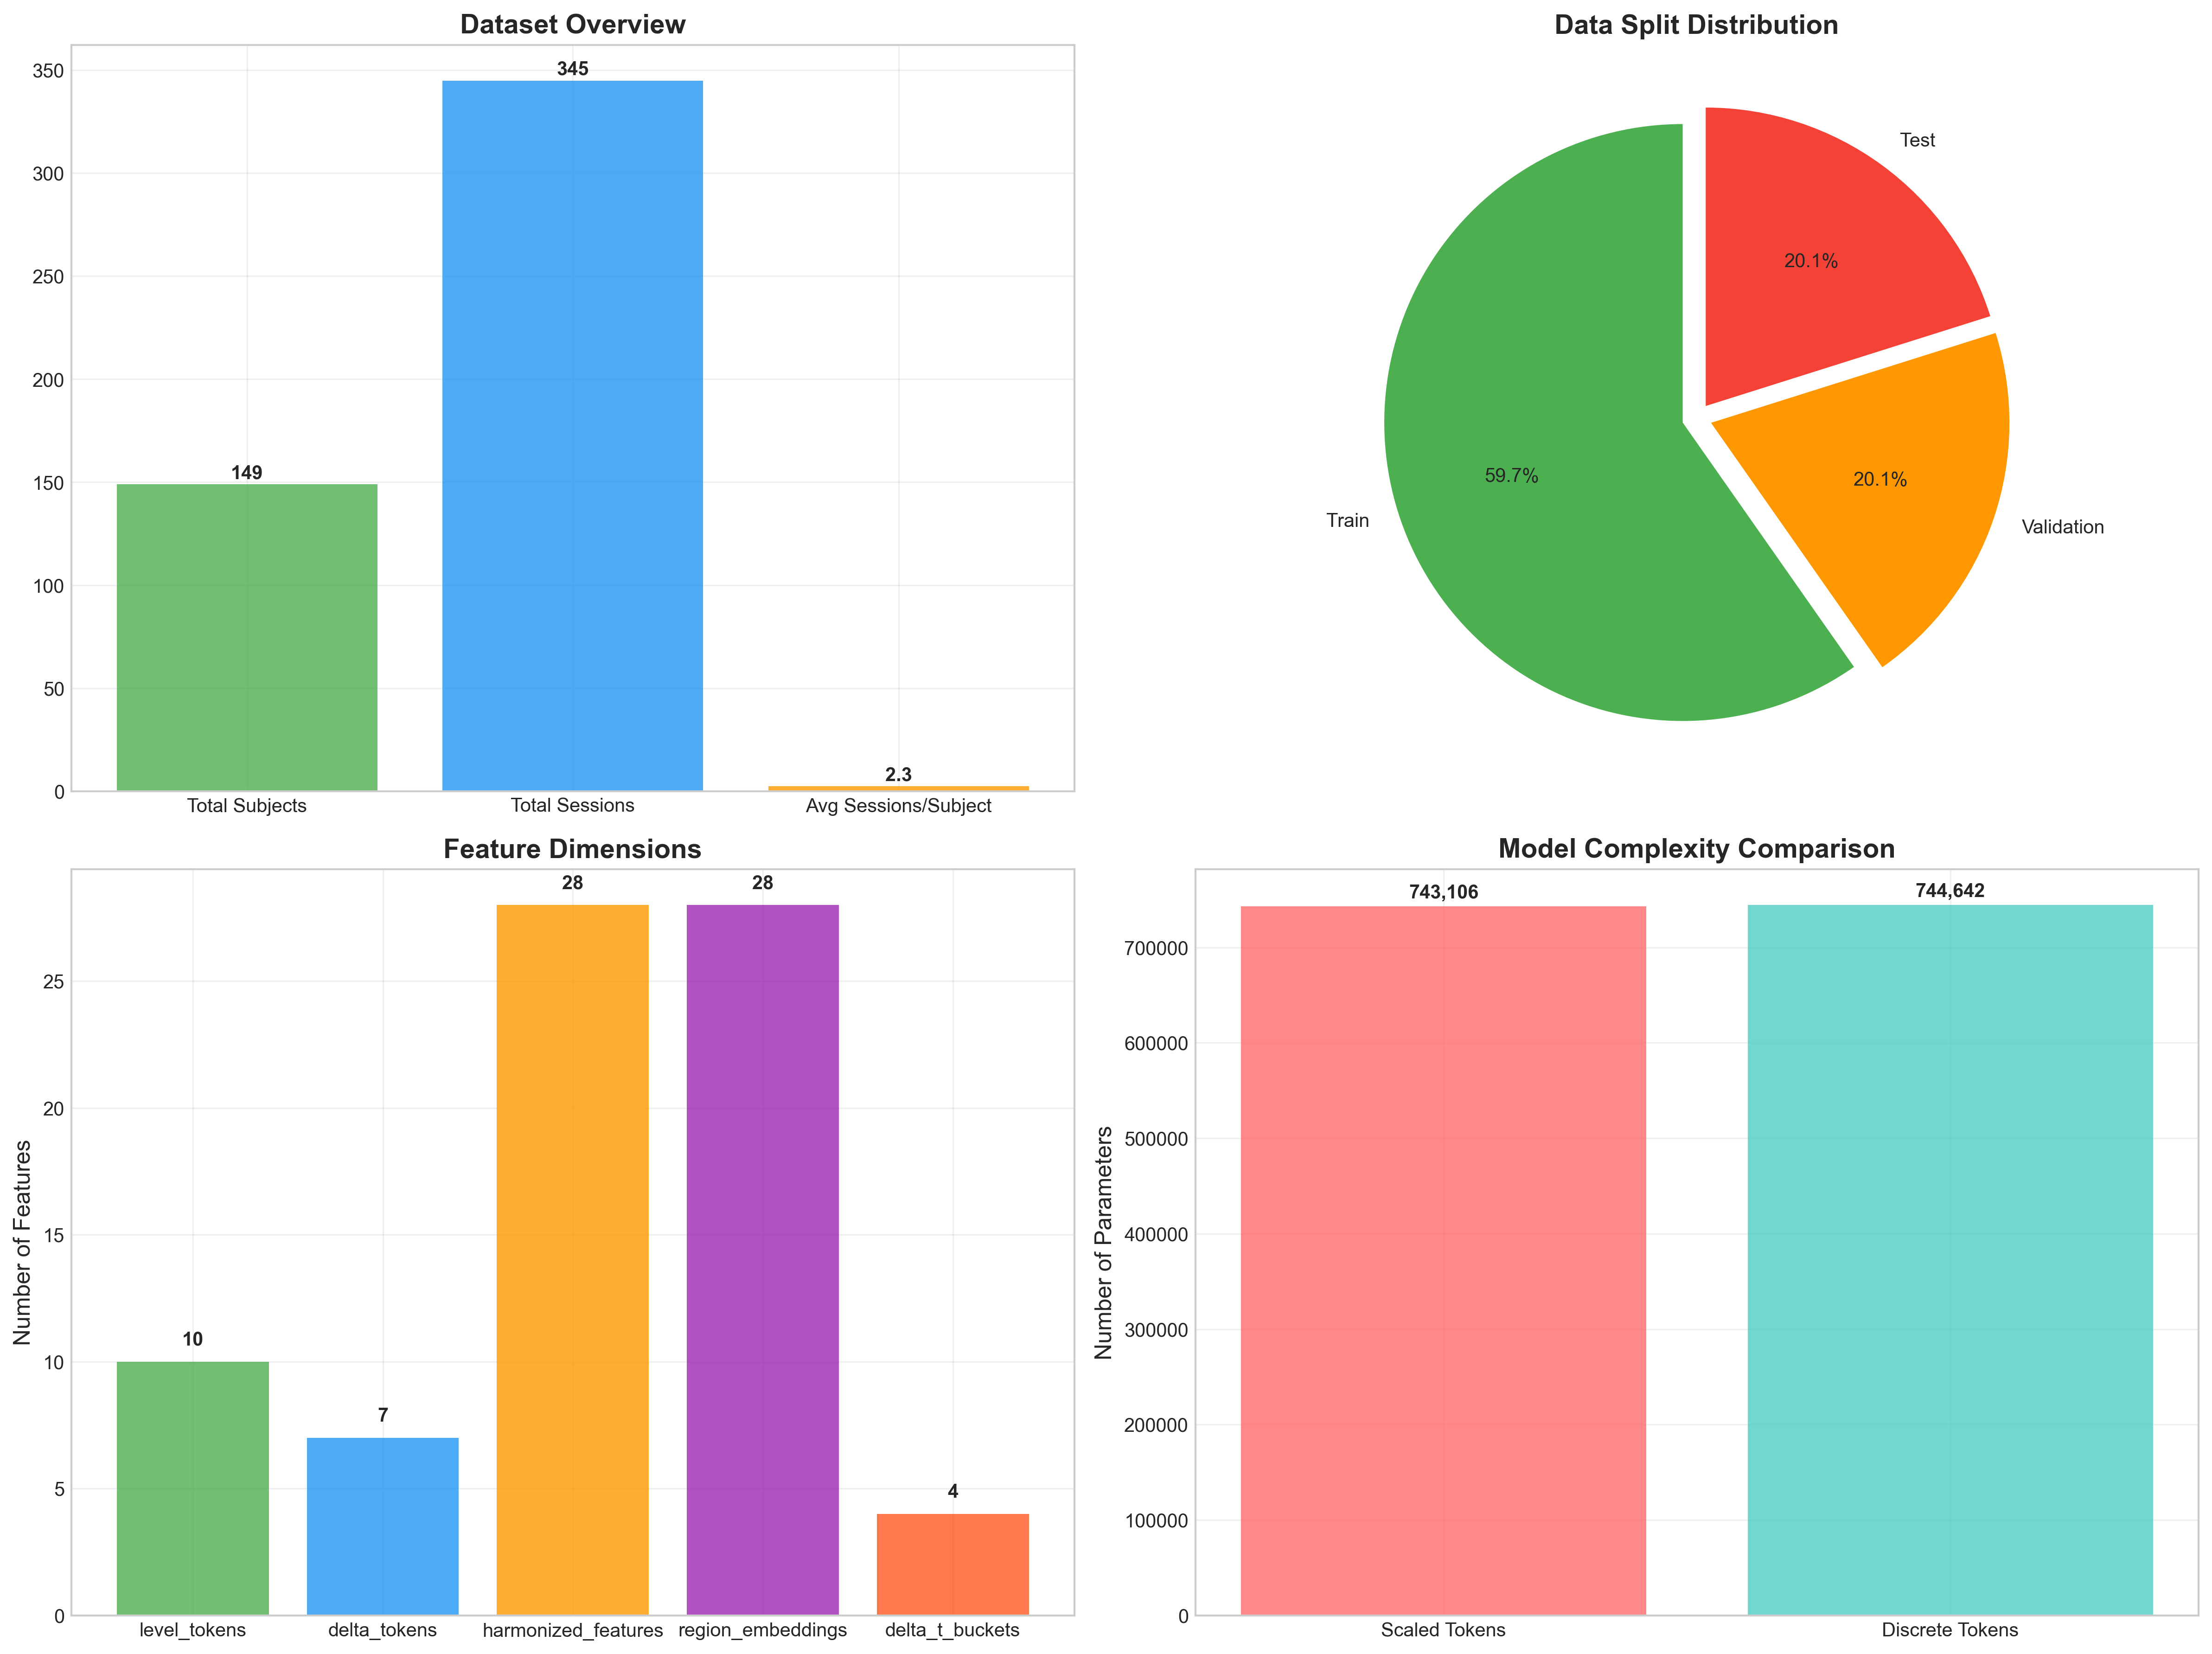 Dataset Overview
350
300
250
200
150
100
50
0
149
345
2.3
Total Subjects
Total Sessions
Avg Sessions/Subject
Data Split Distribution
Test
20.1%
59.7%
20.1%
Train
Validation
Feature Dimensions
Number of Features
25
20
15
10
5
0
10
7
28
28
4
level_tokens
delta_tokens
harmonized_features
region_embeddings
delta_t_buckets
Model Complexity Comparison
Number of Parameters
700000
600000
500000
400000
300000
200000
100000
0
743,106
744,642
Scaled Tokens
Discrete Tokens